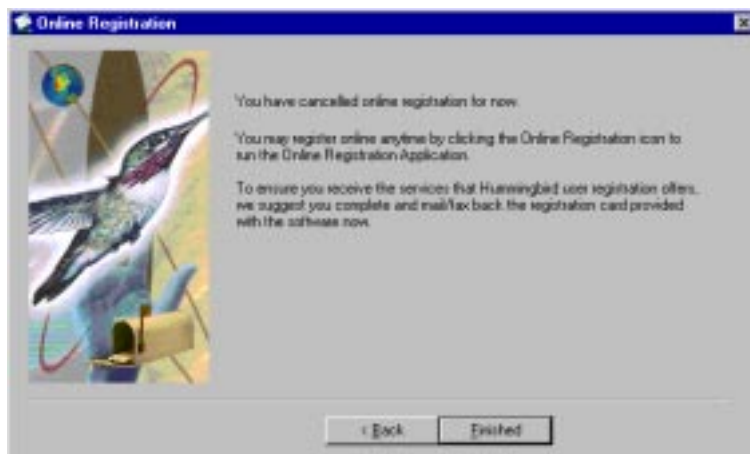 Online Registration
You have cancelled online registration for now.
You may register online anytime by clicking the Online Registration icon to
run the Online Registration Application.
To ensure you receive the services that Hummingbird user registration offers,
we suggest you complete and mail/fax back the registration card provided
with the software now.
< Back
Finished